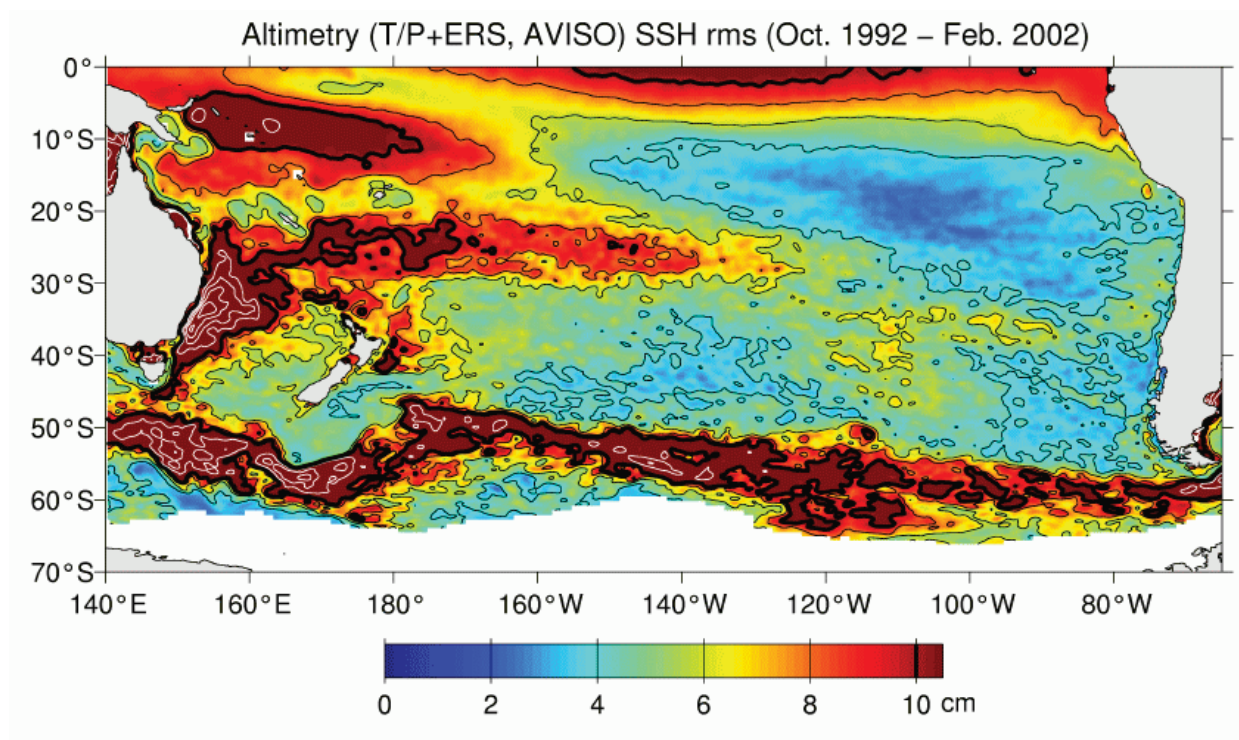 Altimetry (T/P+ERS, AVISO) SSH rms (Oct. 1992 – Feb. 2002)
0°
10°S
20°S
30°S
40°S
50°S
60°S
70°S
140°E 160°E 180° 160°W 140°W 120°W 100°W 80°W
0 2 4 6 8 10 cm